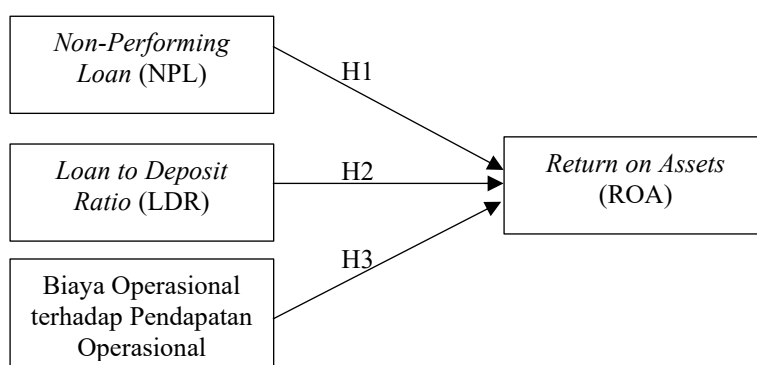 Non-Performing
Loan (NPL)
H1
Loan to Deposit
Ratio (LDR)
H2
Return on Assets
(ROA)
H3
Biaya Operasional
terhadap Pendapatan
Operasional